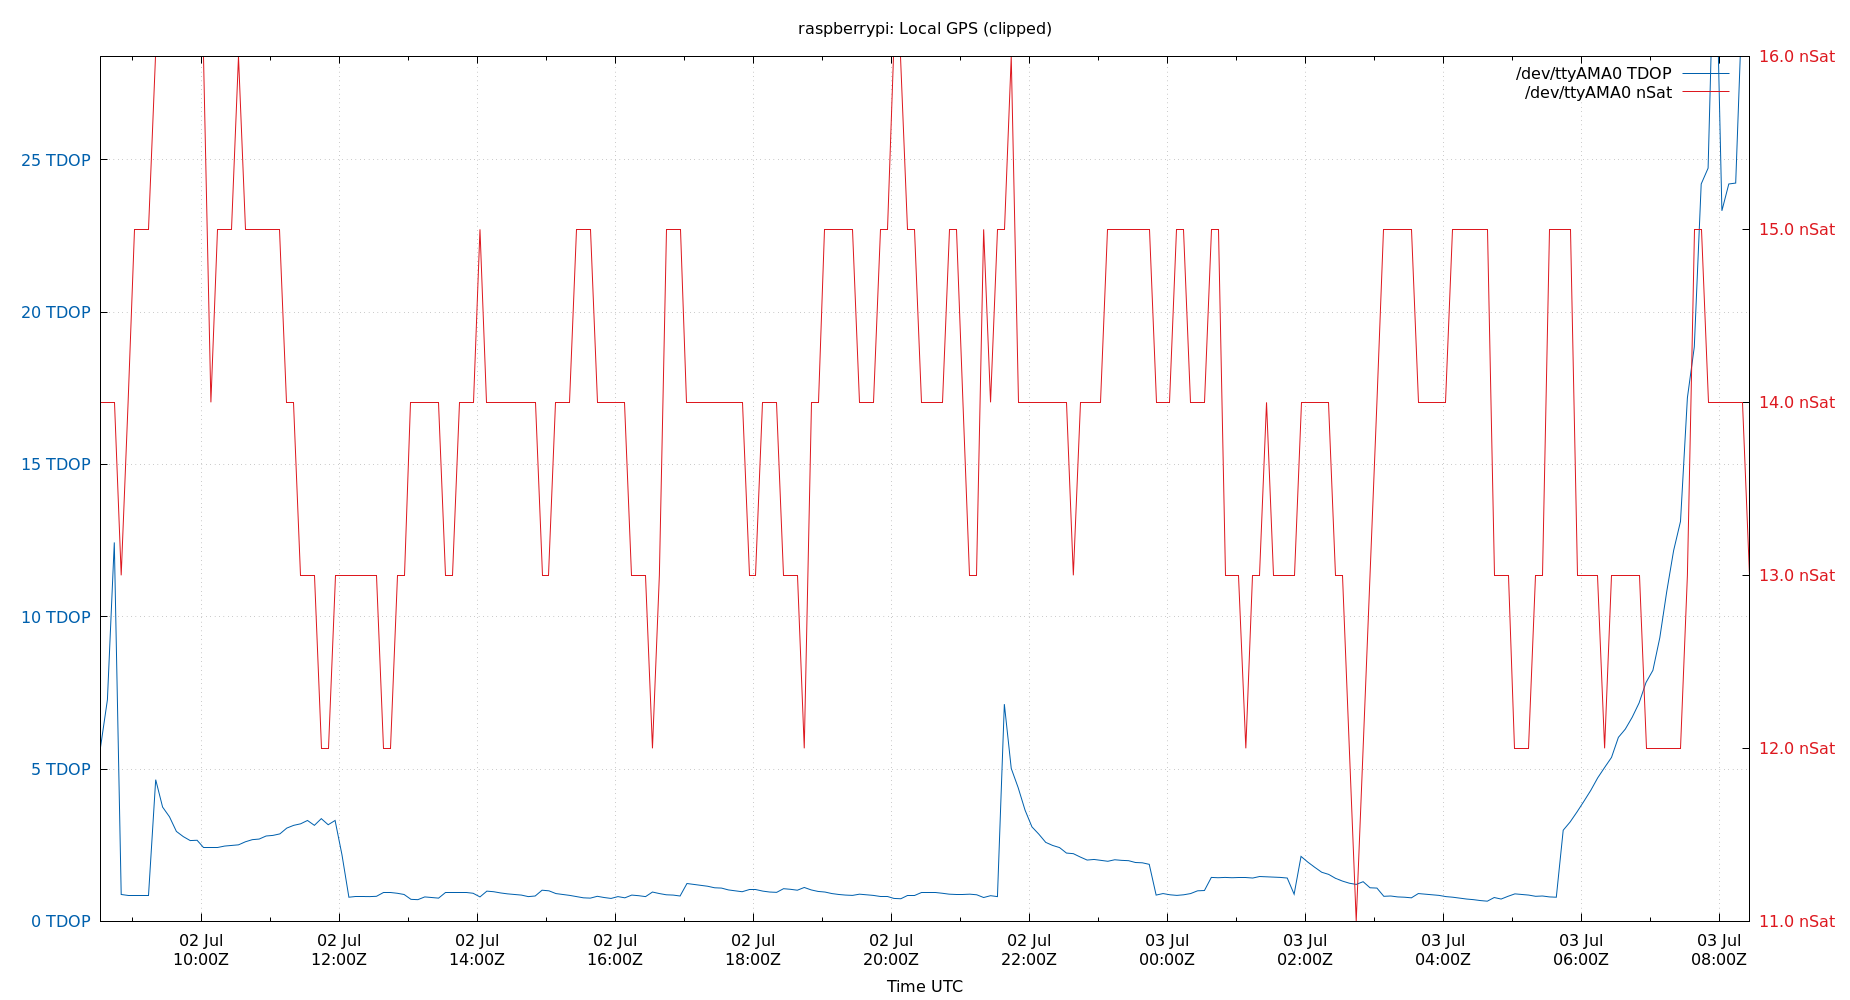 raspberrypi: Local GPS (clipped)
/dev/ttyAMA0 TDOP
/dev/ttyAMA0 nSat
25 TDOP
20 TDOP
15 TDOP
10 TDOP
5 TDOP
0 TDOP
16.0 nSat
15.0 nSat
14.0 nSat
13.0 nSat
12.0 nSat
11.0 nSat
02 Jul 02 Jul 02 Jul 02 Jul 02 Jul 02 Jul 02 Jul 03 Jul 03 Jul 03 Jul 03 Jul 03 Jul
10:00Z 12:00Z 14:00Z 16:00Z 18:00Z 20:00Z 22:00Z 00:00Z 02:00Z 04:00Z 06:00Z 08:00Z
Time UTC